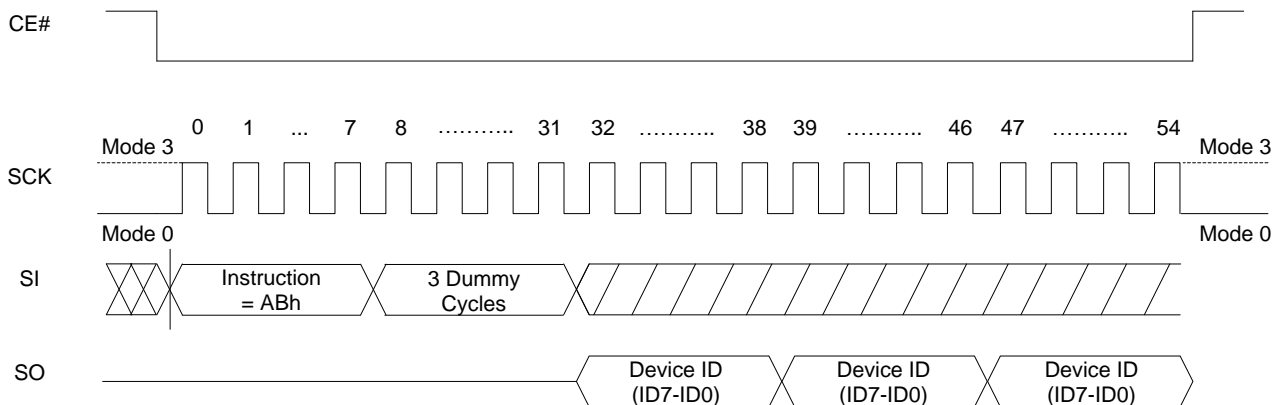 CE#
0 1 ... 7 8 ……….. 31 32 ……….. 38 39 ……….. 46 47 ……….. 54
Mode 3 Mode 3
SCK
Mode 0 Mode 0
SI
Instruction
= ABh
3 Dummy
Cycles
SO
Device ID
(ID7-ID0)
Device ID
(ID7-ID0)
Device ID
(ID7-ID0)